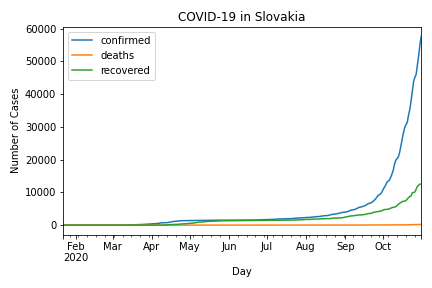 COVID-19 in Slovakia
confirmed
deaths
recovered
Number of Cases
60000
50000
40000
30000
20000
10000
0
Feb Mar Apr May Jun Jul Aug Sep Oct
2020
Day